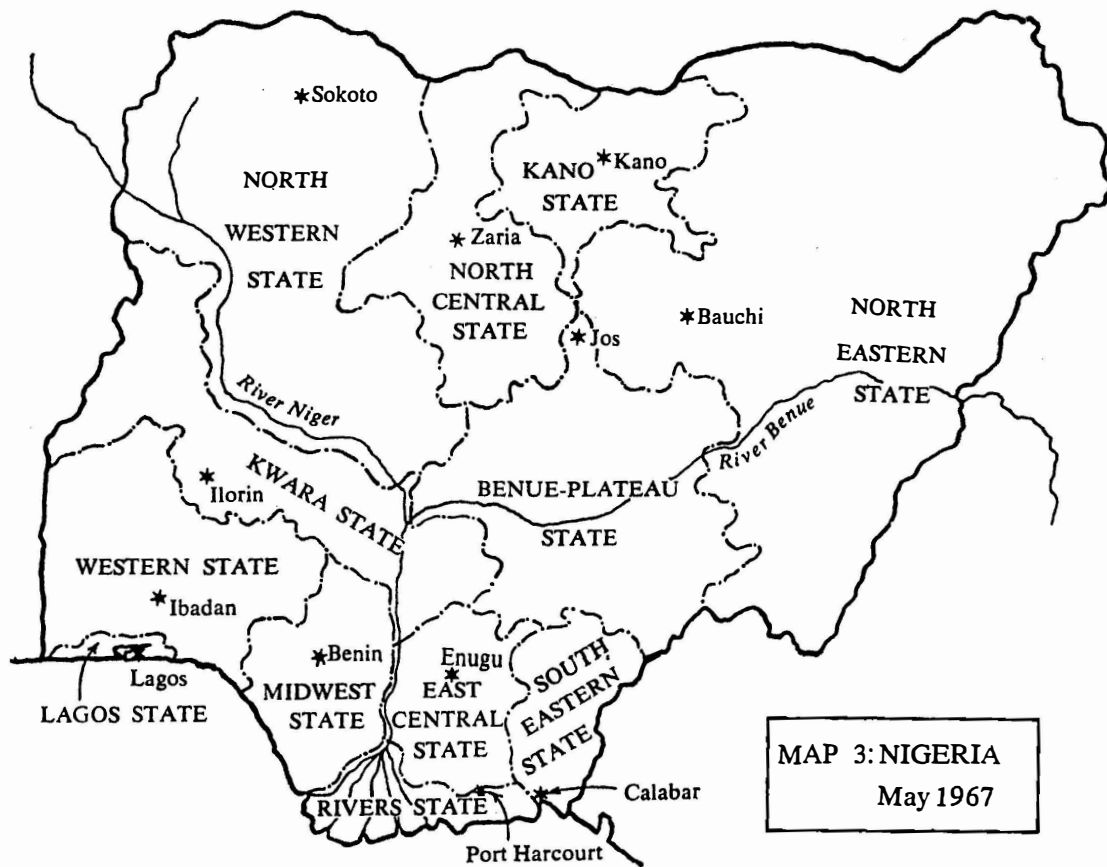 Sokoto
NORTH
WESTERN
STATE
KANO
STATE
Kano
Zaria
NORTH
CENTRAL
STATE
Jos
Bauchi
NORTH
EASTERN
STATE
River Niger
River Benue
Ilorin
KWARA STATE
BENUE-PLATEAU
STATE
WESTERN STATE
Ibadan
Lagos
LAGOS STATE
Benin
MIDWEST
STATE
Enugu
EAST
CENTRAL
STATE
SOUTH
EASTERN
STATE
RIVERS STATE
Port Harcourt
Calabar
MAP 3: NIGERIA
May 1967